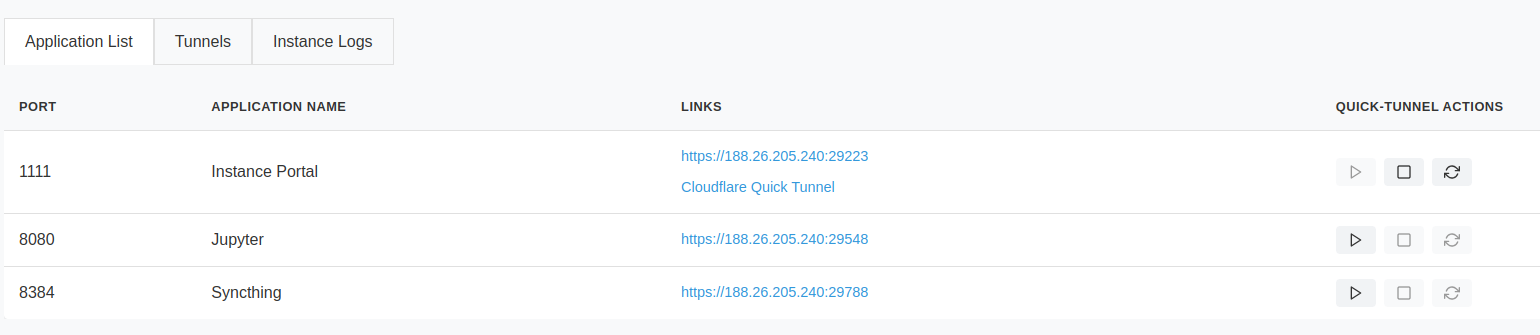 Application List Tunnels Instance Logs
PORT APPLICATION NAME LINKS QUICK-TUNNEL ACTIONS
1111 Instance Portal https://188.26.205.240:29223
Cloudflare Quick Tunnel
8080 Jupyter https://188.26.205.240:29548
8384 Syncthing https://188.26.205.240:29788